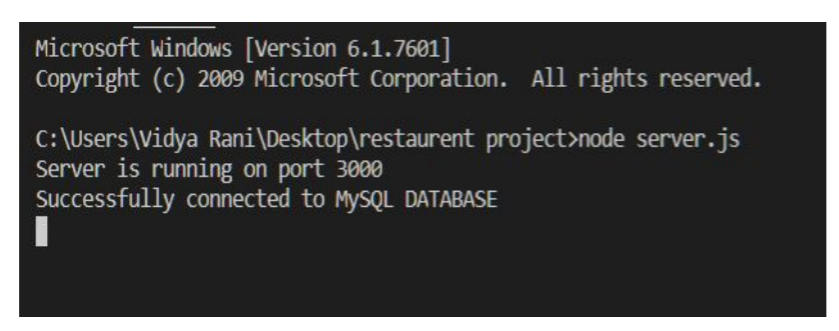 Microsoft Windows [Version 6.1.7601]
Copyright (c) 2009 Microsoft Corporation.  All rights reserved.
C:\Users\Vidya Rani\Desktop\restaurent project>node server.js
Server is running on port 3000
Successfully connected to MySQL DATABASE